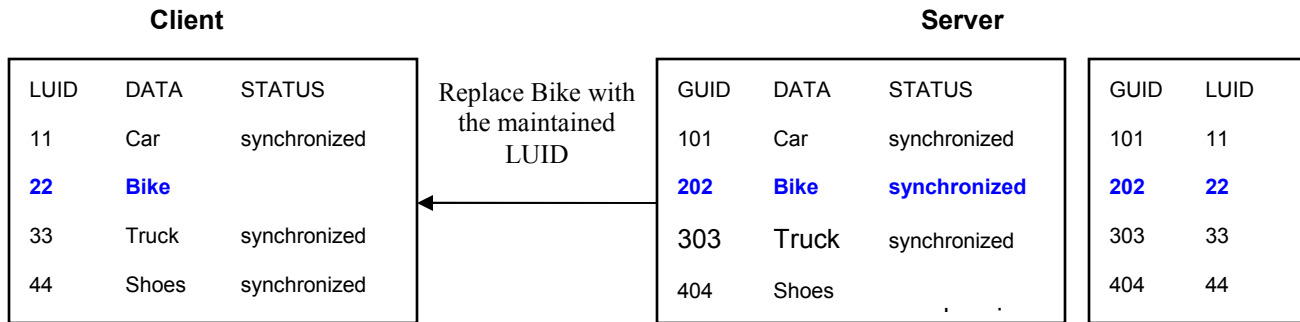 Client Server
LUID DATA STATUS
11 Car synchronized
22 Bike
33 Truck synchronized
44 Shoes synchronized
Replace Bike with
the maintained
LUID
GUID DATA STATUS
101 Car synchronized
202 Bike synchronized
303 Truck synchronized
404 Shoes
GUID LUID
101 11
202 22
303 33
404 44